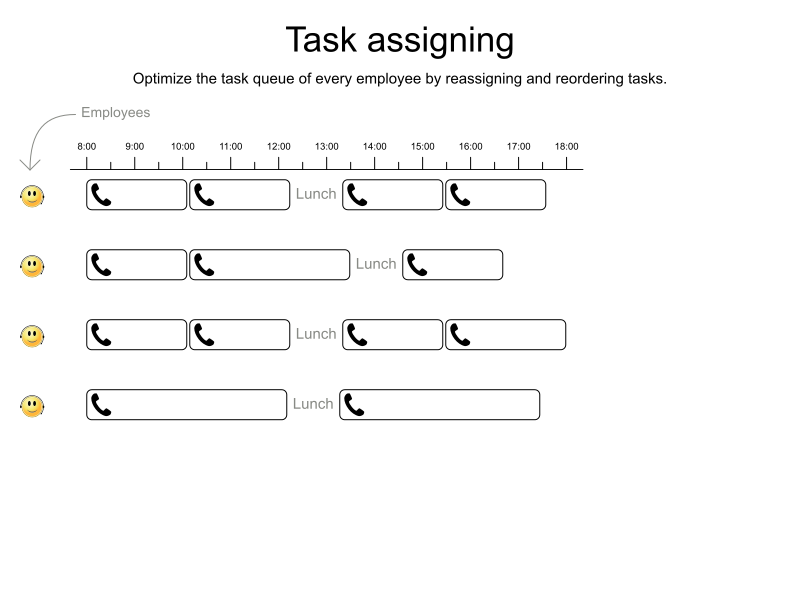 Task assigning
Optimize the task queue of every employee by reassigning and reordering tasks.
Employees
8:00 9:00 10:00 11:00 12:00 13:00 14:00 15:00 16:00 17:00 18:00
Lunch
Lunch
Lunch
Lunch